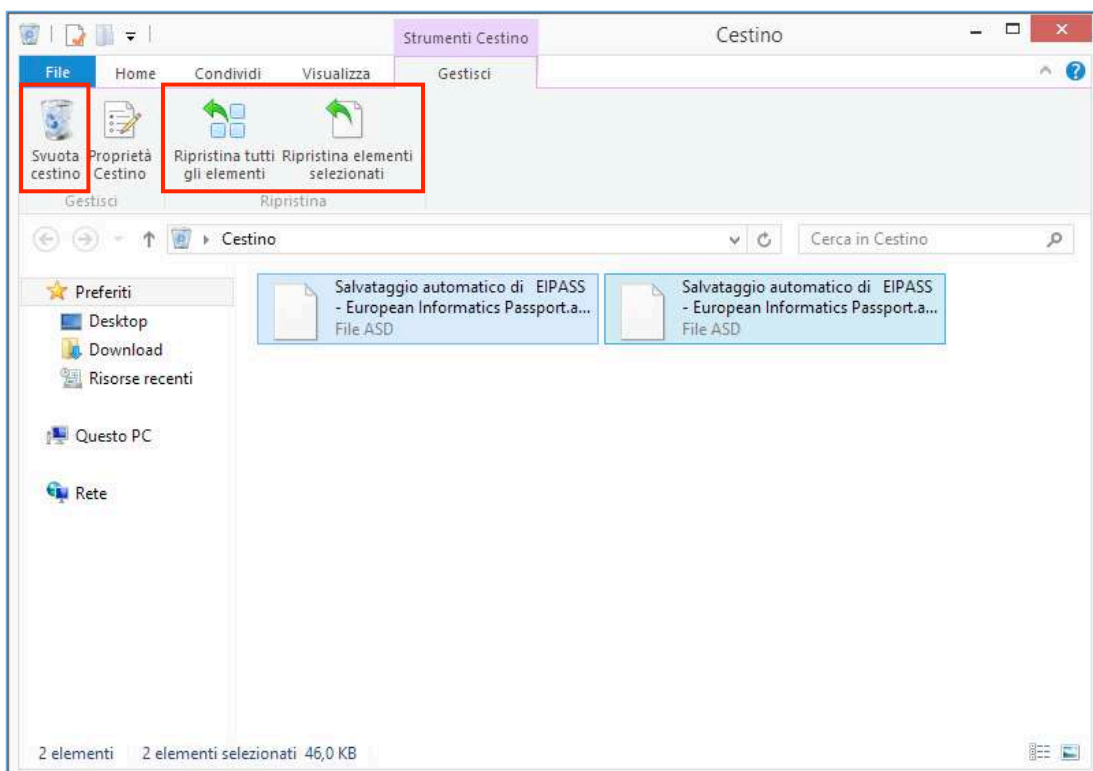 Strumenti Cestino
Cestino
File Home Condividi Visualizza Gestisci
Svuota cestino
Proprietà Cestino
Ripristina tutti gli elementi
Ripristina elementi selezionati
Gestisci
Ripristina
Cestino
Cerca in Cestino
Preferiti
Desktop
Download
Risorse recenti
Questo PC
Rete
Salvataggio automatico di EIPASS
- European Informatics Passport.a...
File ASD
Salvataggio automatico di EIPASS
- European Informatics Passport.a...
File ASD
2 elementi 2 elementi selezionati 46,0 KB